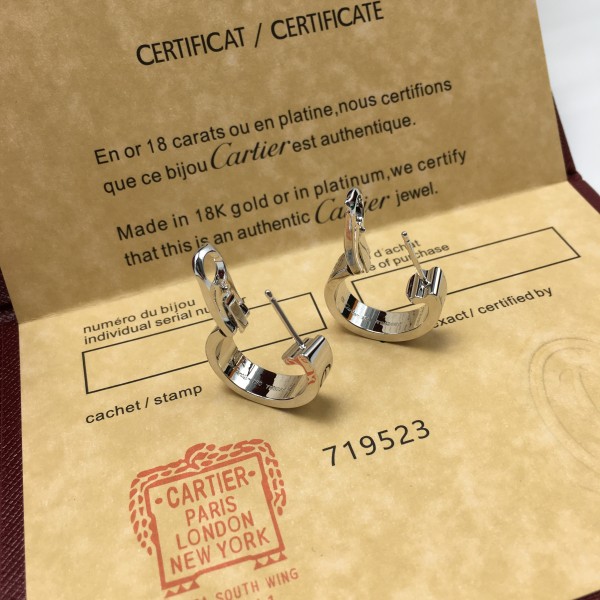 CERTIFICAT / CERTIFICATE
En or 18 carats ou en platine, nous certifions
que ce bijou Cartier est authentique.
Made in 18K gold or in platinum, we certify
that this is an authentic Cartier jewel.
d'achat
of purchase
numéro du bijou
individual serial
exact / certified by
cachet / stamp
719523
CARTIER
PARIS
LONDON
NEW YORK
SOUTH WING